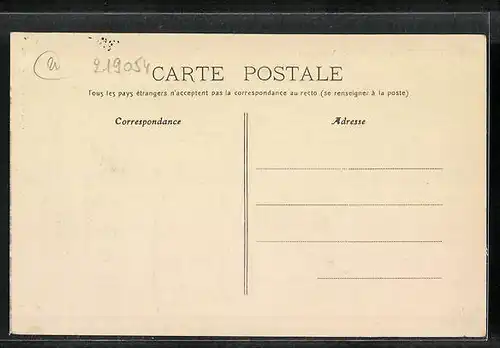 219054
CARTE POSTALE
Tous les pays étrangers n'acceptent pas la correspondance au recto (se renseigner à la poste)
Correspondance
Adresse